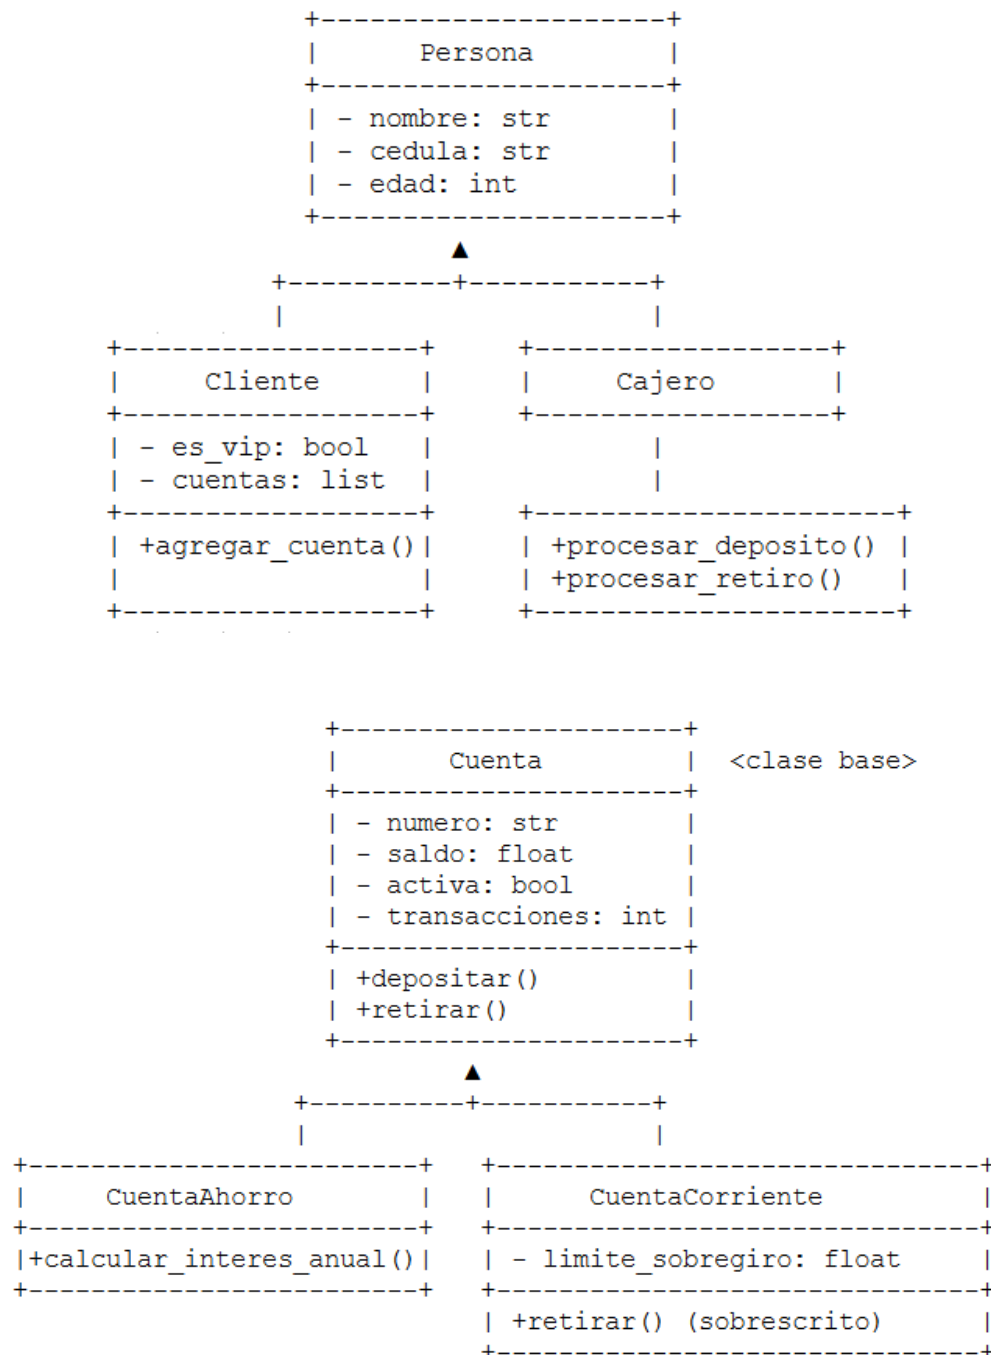 +----------------------+
| Persona |
+----------------------+
| - nombre: str |
| - cedula: str |
| - edad: int |
+----------------------+
▲
+----------+-----------+
| |
+------------------+ +------------------+
| Cliente | | Cajero |
+------------------+ +------------------+
| - es_vip: bool | |
| - cuentas: list | |
+------------------+ +----------------------+
| +agregar_cuenta()| | +procesar_deposito() |
| | | +procesar_retiro() |
+------------------+ +----------------------+
+----------------------+
| Cuenta | <clase base>
+----------------------+
| - numero: str |
| - saldo: float |
| - activa: bool |
| - transacciones: int |
+----------------------+
| +depositar() |
| +retirar() |
+----------------------+
▲
+----------+-----------+
| |
+-------------------------+ +-------------------------------+
| CuentaAhorro | | CuentaCorriente |
+-------------------------+ +-------------------------------+
|+calcular_interes_anual()| | - limite_sobregiro: float |
+-------------------------+ +-------------------------------+
| +retirar() (sobrescrito) |
+-------------------------------+